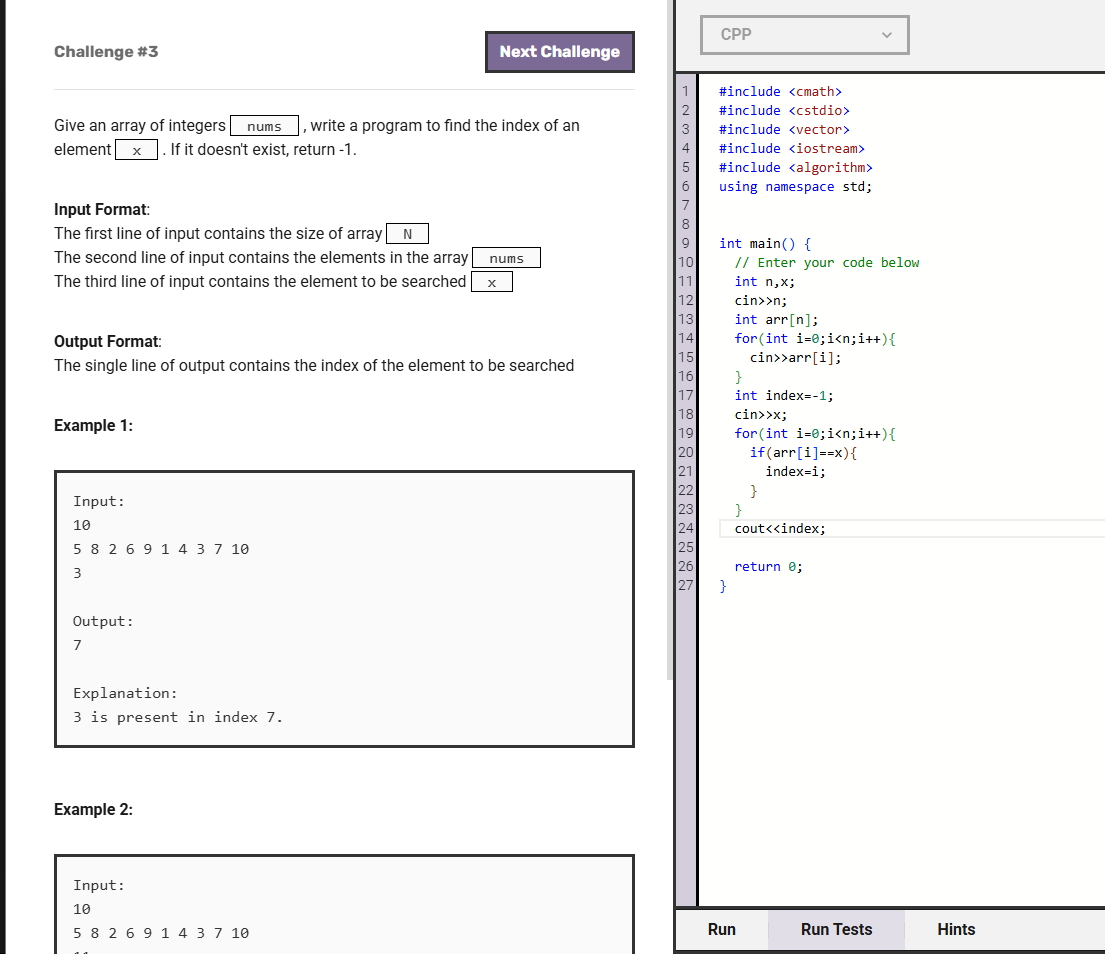 Challenge #3
Next Challenge
Give an array of integers nums , write a program to find the index of an
element x . If it doesn't exist, return -1.
Input Format:
The first line of input contains the size of array N
The second line of input contains the elements in the array nums
The third line of input contains the element to be searched x
Output Format:
The single line of output contains the index of the element to be searched
Example 1:
Input:
10
5 8 2 6 9 1 4 3 7 10
3
Output:
7
Explanation:
3 is present in index 7.
Example 2:
Input:
10
5 8 2 6 9 1 4 3 7 10
CPP
1 #include <cmath>
2 #include <cstdio>
3 #include <vector>
4 #include <iostream>
5 #include <algorithm>
6 using namespace std;
7
8
9 int main() {
10 // Enter your code below
11 int n,x;
12 cin>>n;
13 int arr[n];
14 for(int i=0;i<n;i++){
15 cin>>arr[i];
16 }
17 int index=-1;
18 cin>>x;
19 for(int i=0;i<n;i++){
20 if(arr[i]==x){
21 index=i;
22 }
23 }
24 cout<<index;
25
26 return 0;
27 }
Run
Run Tests
Hints